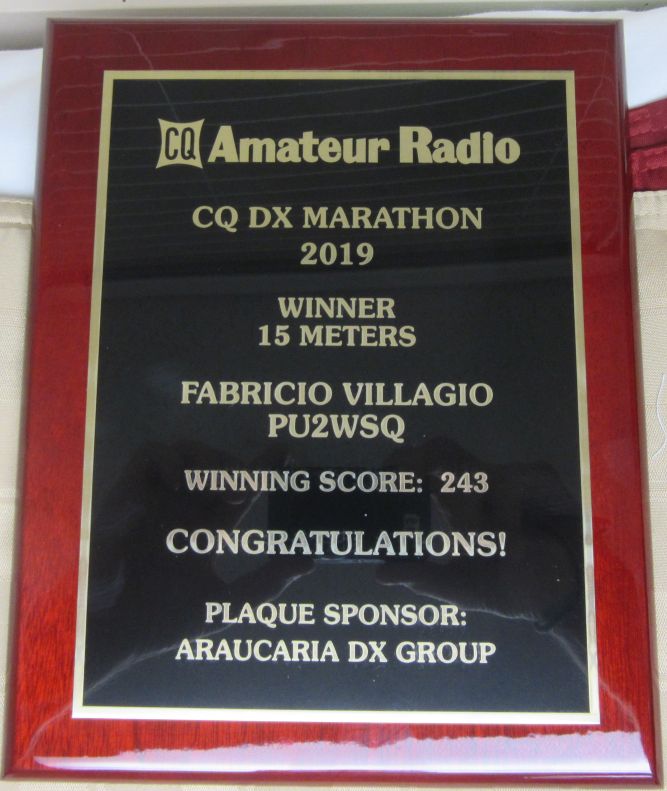 CQ Amateur Radio
CQ DX MARATHON
2019
WINNER
15 METERS
FABRICIO VILLAGIO
PU2WSQ
WINNING SCORE: 243
CONGRATULATIONS!
PLAQUE SPONSOR:
ARAUCARIA DX GROUP